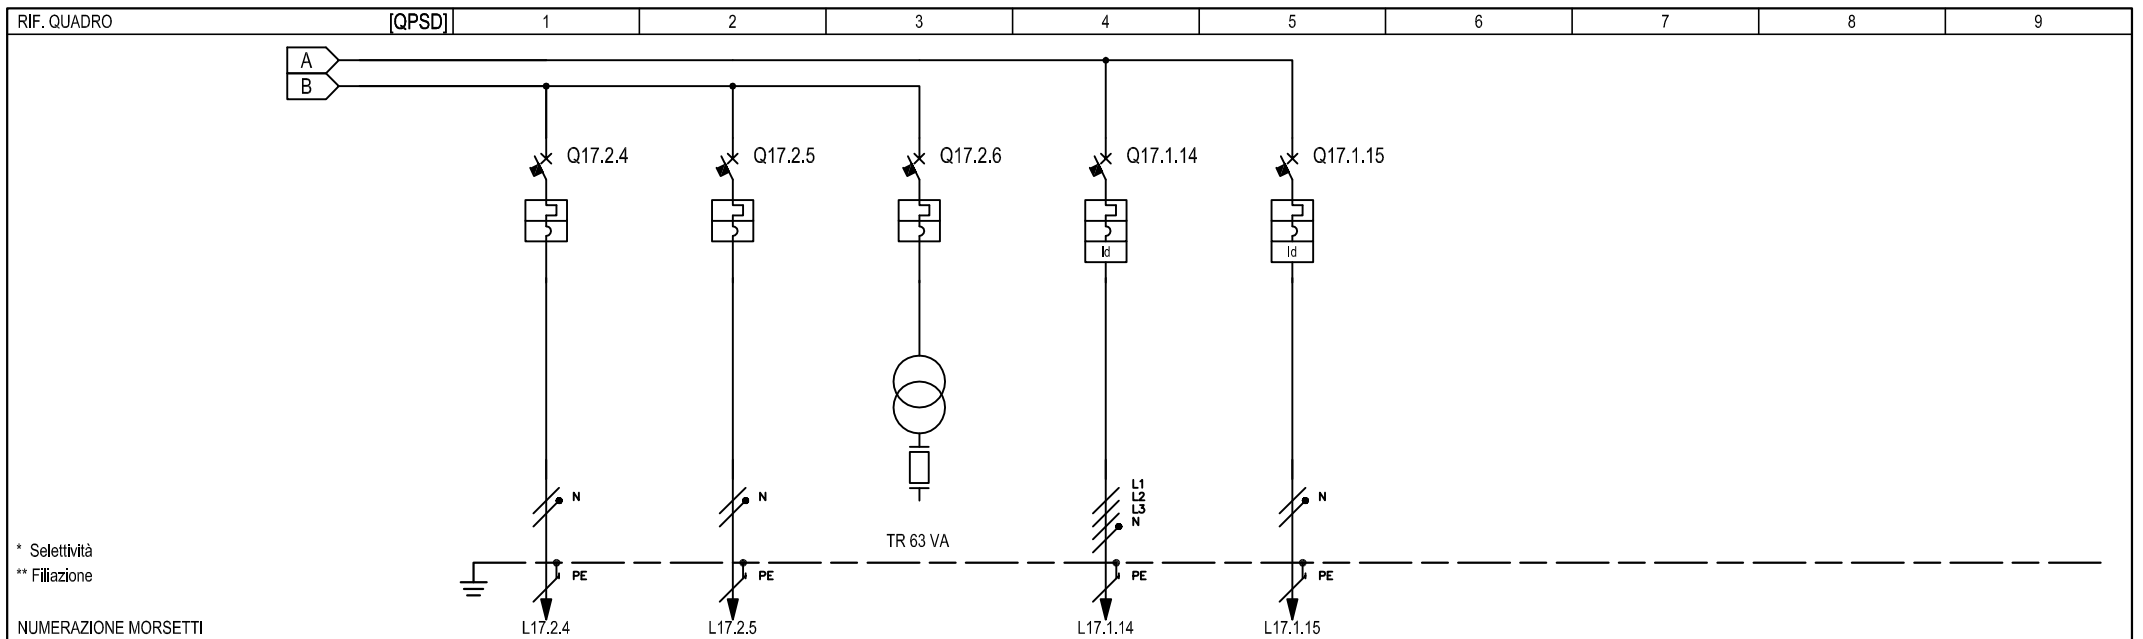 RIF. QUADRO [QPSD] 1 2 3 4 5 6 7 8 9
A
B
Q17.2.4 Q17.2.5 Q17.2.6 Q17.1.14 Q17.1.15
Id Id
L1
L2
L3
N N N N
TR 63 VA
* Selettività
** Filiazione
PE PE PE PE
NUMERAZIONE MORSETTI L17.2.4 L17.2.5 L17.1.14 L17.1.15